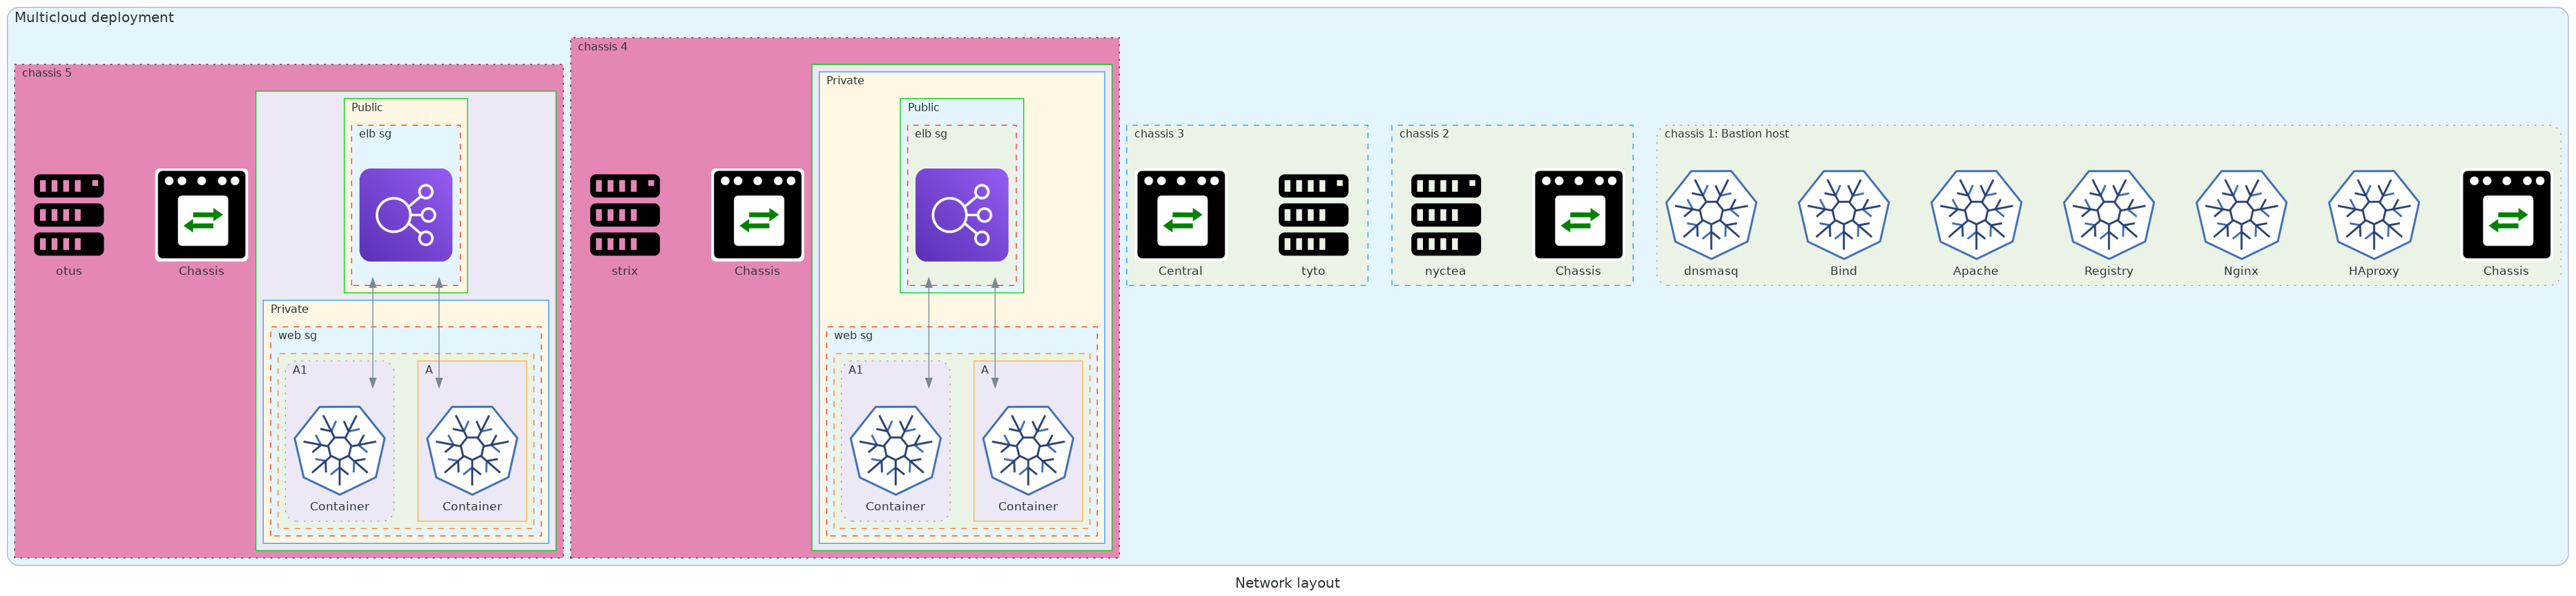 Multicloud deployment
chassis 5
otus
Chassis
Public
elb sg
Private
web sg
A1
Container
A
Container
chassis 4
strix
Chassis
Private
Public
elb sg
web sg
A1
Container
A
Container
chassis 3
Central
tyto
chassis 2
nyctea
Chassis
chassis 1: Bastion host
dnsmasq
Bind
Apache
Registry
Nginx
HAproxy
Chassis
Network layout